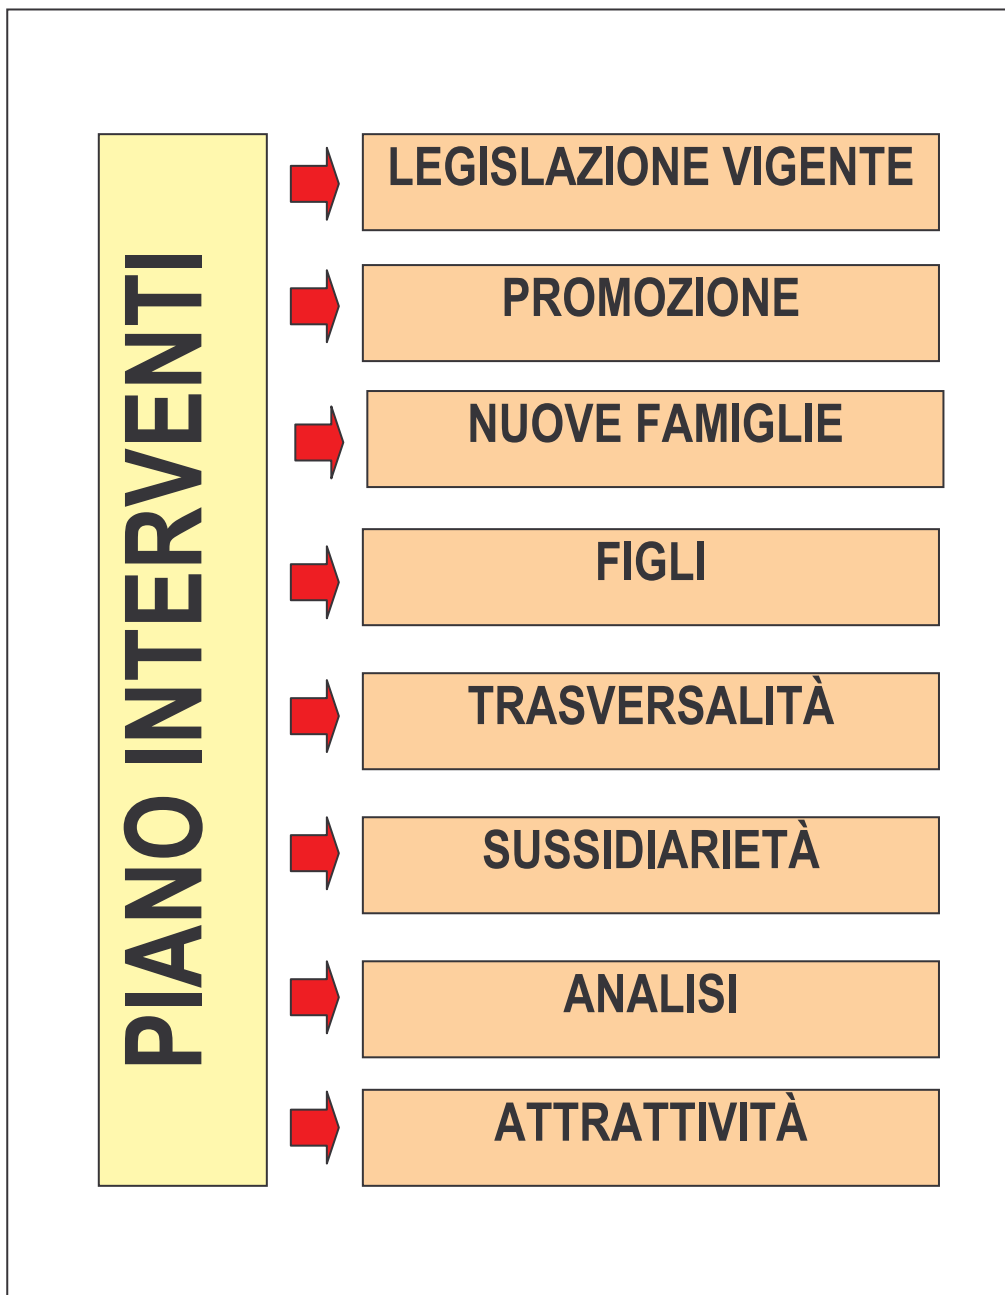 PIANO INTERVENTI
LEGISLAZIONE VIGENTE
PROMOZIONE
NUOVE FAMIGLIE
FIGLI
TRASVERSALITÀ
SUSSIDIARIETÀ
ANALISI
ATTRATTIVITÀ